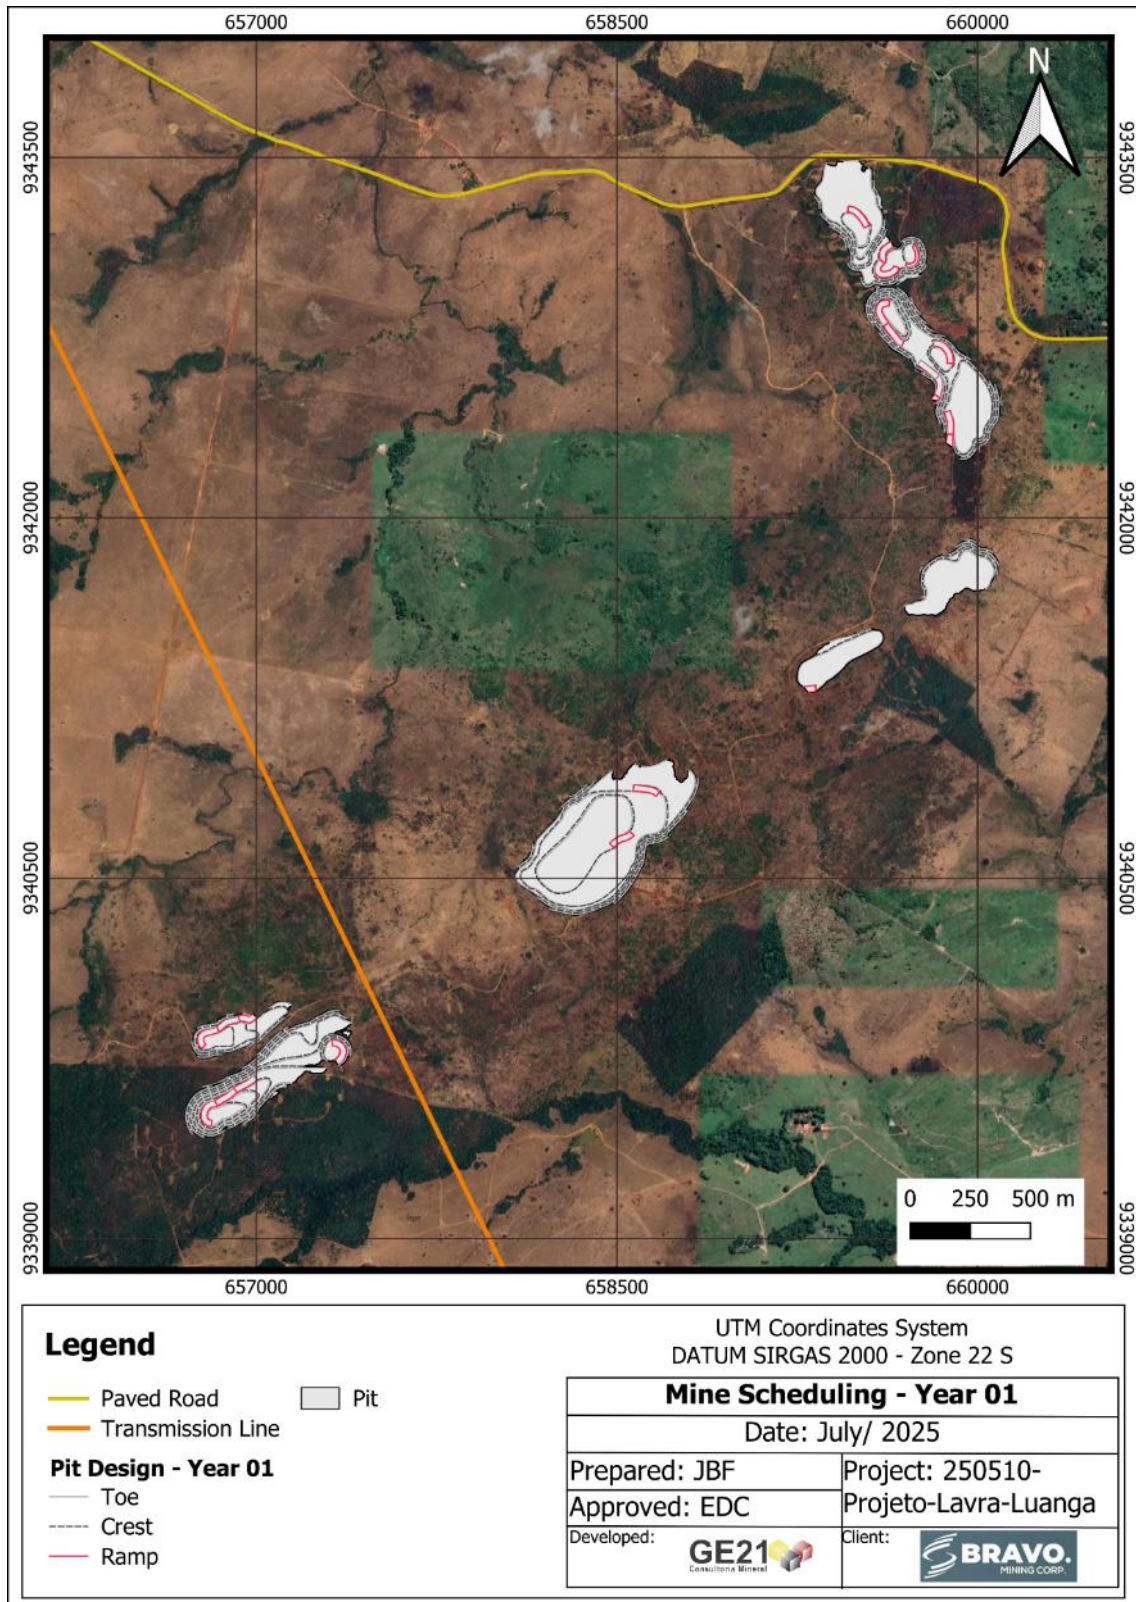 657000 658500 660000
N
9343500 9343500
9342000 9342000
9340500 9340500
9339000 9339000
0 250 500 m
657000 658500 660000
Legend
Paved Road
Pit
Transmission Line
Pit Design - Year 01
Toe
Crest
Ramp
UTM Coordinates System
DATUM SIRGAS 2000 - Zone 22 S
Mine Scheduling - Year 01
Date: July/ 2025
Prepared: JBF
Approved: EDC
Project: 250510-
Projeto-Lavra-Luanga
Developed:
GE21
Consultoria Mineral
Client:
BRAVO.
MINING CORP.